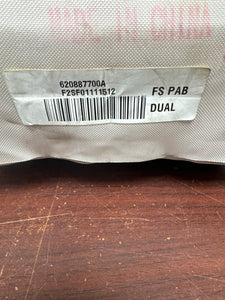 MADE IN CHINA
620887700A
F2SF01111512
FS PAB
DUAL